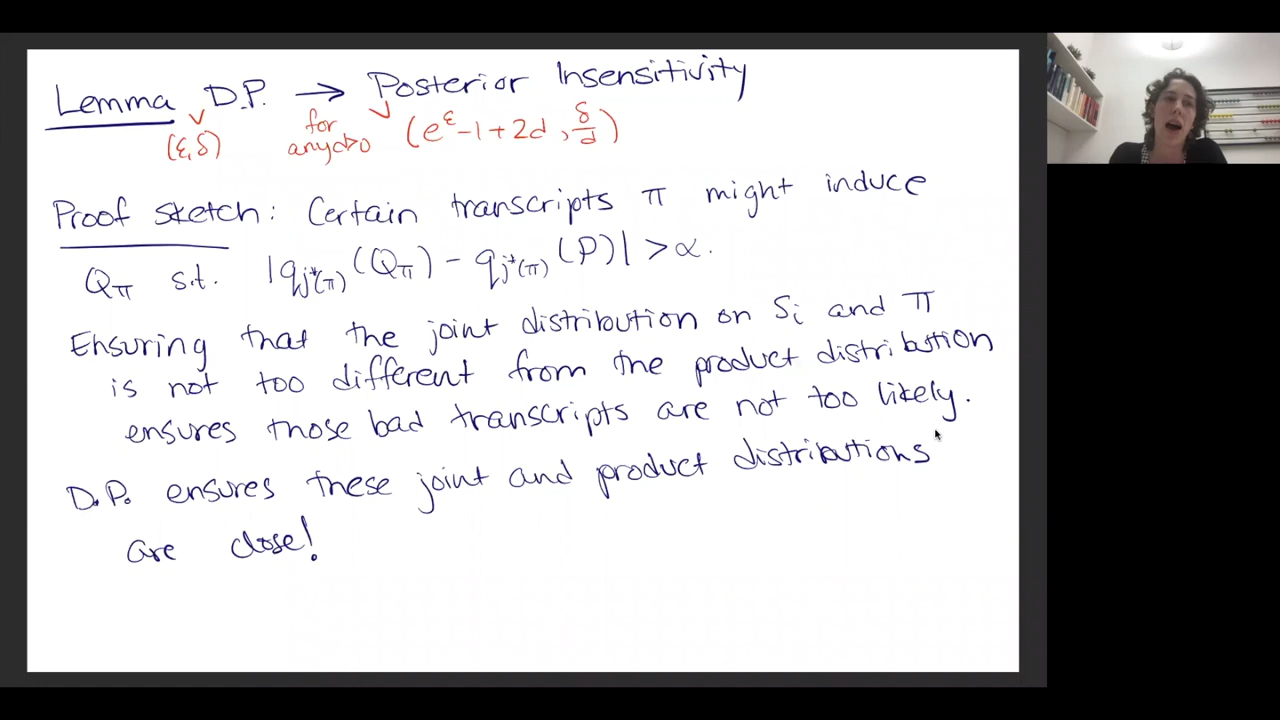 Lemma D.P. → Posterior Insensitivity
(ε,δ) for any d>0 (e^ε -1+2d, δ/d)
Proof sketch: Certain transcripts π might induce
Q_π s.t. |q_{j*(π)}(Q_π) - q_{j*(π)}(P)| > α.
Ensuring that the joint distribution on S_i and π
is not too different from the product distribution
ensures those bad transcripts are not too likely.
D.P. ensures these joint and product distributions
are close!